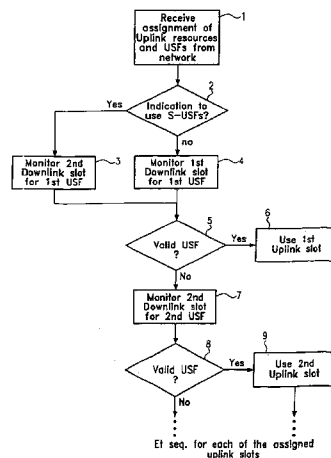 1
Receive
assignment of
Uplink resources
and USFs from
network
2
Indication to
use S-USFs?
Yes
no
3
Monitor 2nd
Downlink slot
for 1st USF
4
Monitor 1st
Downlink slot
for 1st USF
5
Valid USF
?
Yes
No
6
Use 1st
Uplink slot
7
Monitor 2nd
Downlink slot
for 2nd USF
8
Valid USF
?
Yes
No
9
Use 2nd
Uplink slot
Et seq. for each of the assigned
uplink slots